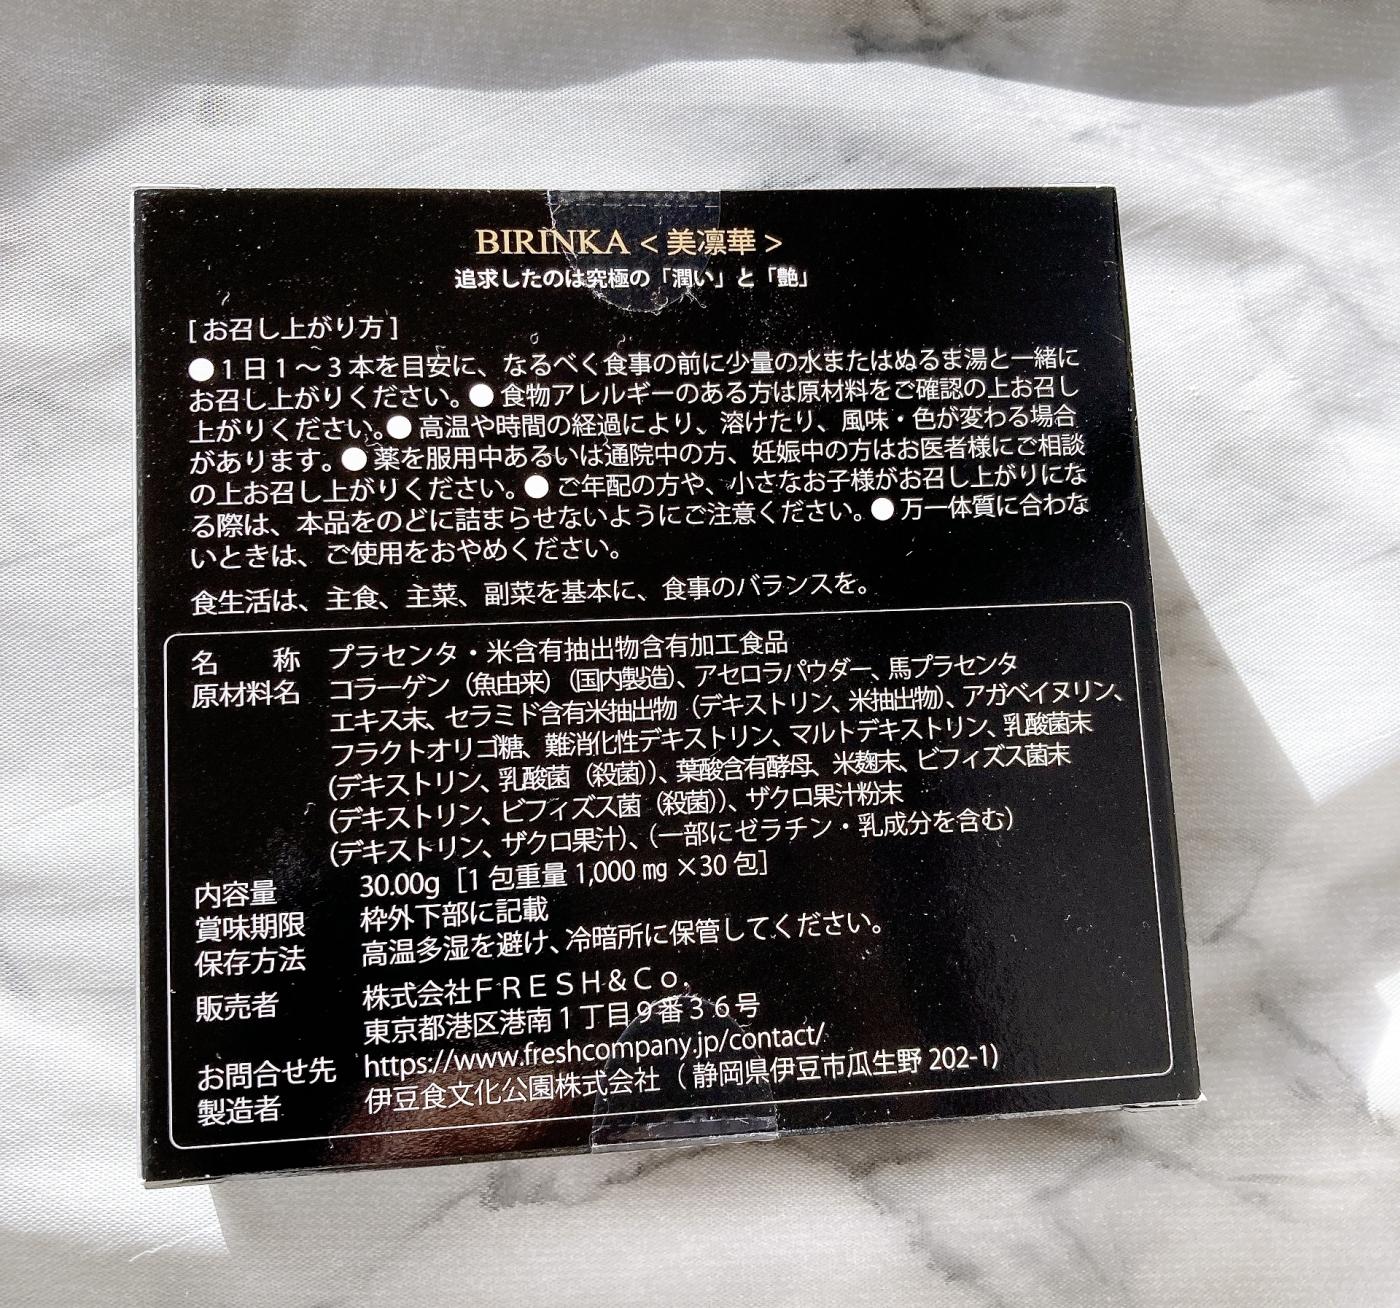 BIRINKA < 美凛華 >
追求したのは究極の「潤い」と「艶」
[ お召し上がり方 ]
●1日1～3本を目安に、なるべく食事の前に少量の水またはぬるま湯と一緒に
お召し上がりください。● 食物アレルギーのある方は原材料をご確認の上お召し
上がりください。● 高温や時間の経過により、溶けたり、風味・色が変わる場合
があります。● 薬を服用中あるいは通院中の方、妊娠中の方はお医者様にご相談
の上お召し上がりください。● ご年配の方や、小さなお子様がお召し上がりにな
る際は、本品をのどに詰まらせないようにご注意ください。● 万一体質に合わな
いときは、ご使用をおやめください。
食生活は、主食、主菜、副菜を基本に、食事のバランスを。
名　　称　プラセンタ・米含有抽出物含有加工食品
原材料名　コラーゲン（魚由来）（国内製造）、アセロラパウダー、馬プラセンタ
エキス末、セラミド含有米抽出物（デキストリン、米抽出物）、アガベイヌリン、
フラクトオリゴ糖、難消化性デキストリン、マルトデキストリン、乳酸菌末
（デキストリン、乳酸菌（殺菌））、葉酸含有酵母、米麹末、ビフィズス菌末
（デキストリン、ビフィズス菌（殺菌））、ザクロ果汁粉末
（デキストリン、ザクロ果汁）、（一部にゼラチン・乳成分を含む）
内容量　30.00g［1 包重量 1,000 ㎎ ×30 包］
賞味期限　枠外下部に記載
保存方法　高温多湿を避け、冷暗所に保管してください。
販売者　株式会社ＦＲＥＳＨ＆Ｃｏ．
東京都港区港南１丁目９番３６号
お問合せ先　https://www.freshcompany.jp/contact/
製造者　伊豆食文化公園株式会社（ 静岡県伊豆市瓜生野 202-1）